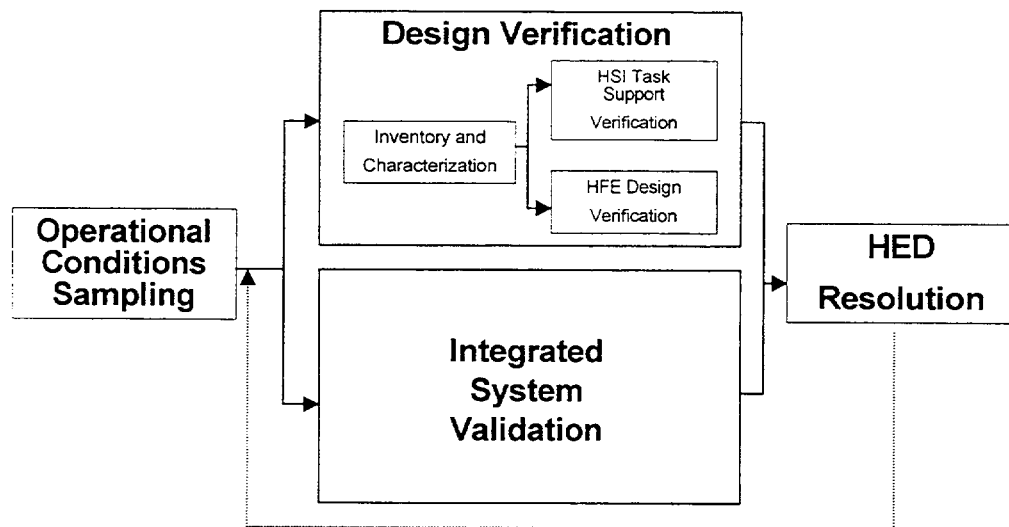 Design Verification
HSI Task
Support
Verification
Inventory and
Characterization
HFE Design
Verification
Operational
Conditions
Sampling
Integrated
System
Validation
HED
Resolution